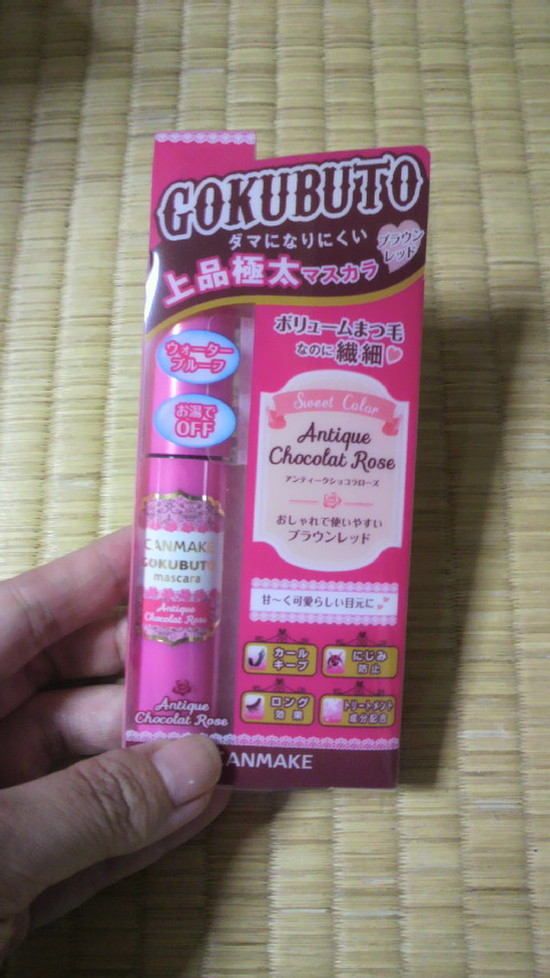 GOKUBUTO
ダマになりにくい
上品極太マスカラ
ブラウン
レッド
ウォーター
プルーフ
お湯で
OFF
ボリュームまつ毛
なのに繊細
Sweet Color
Antique
Chocolat Rose
アンティークショコラローズ
おしゃれで使いやすい
ブラウンレッド
甘〜く可愛らしい目元に
カール
キープ
にじみ
防止
ロング
効果
トリートメント
成分配合
CANMAKE
GOKUBUTO
mascara
Antique
Chocolat Rose
Antique
Chocolat Rose
CANMAKE